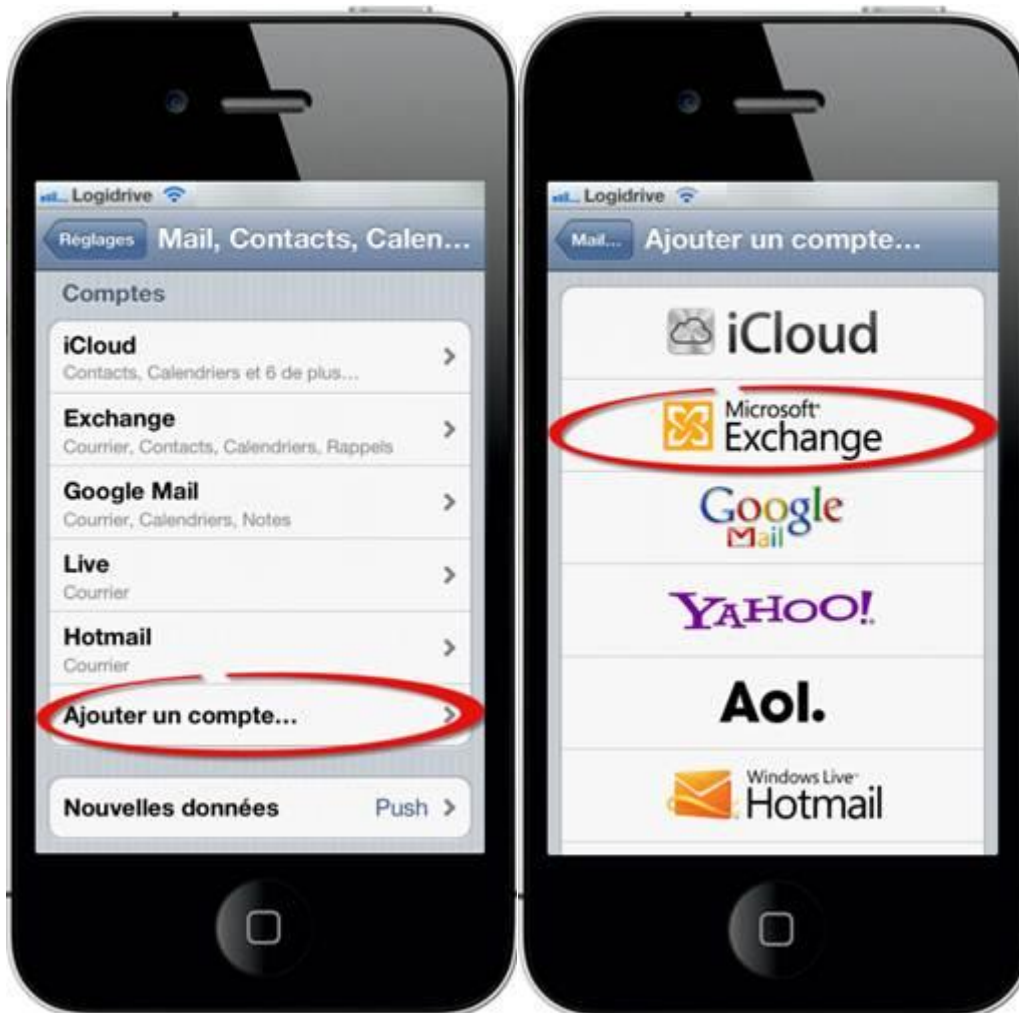 Logidrive
Réglages
Mail, Contacts, Calen...
Comptes
iCloud
Contacts, Calendriers et 6 de plus...
Exchange
Courrier, Contacts, Calendriers, Rappels
Google Mail
Courrier, Calendriers, Notes
Live
Courrier
Hotmail
Courrier
Ajouter un compte...
Nouvelles données
Push
Logidrive
Mail...
Ajouter un compte...
iCloud
Microsoft
Exchange
Google
Mail
YAHOO!
Aol.
Windows Live
Hotmail